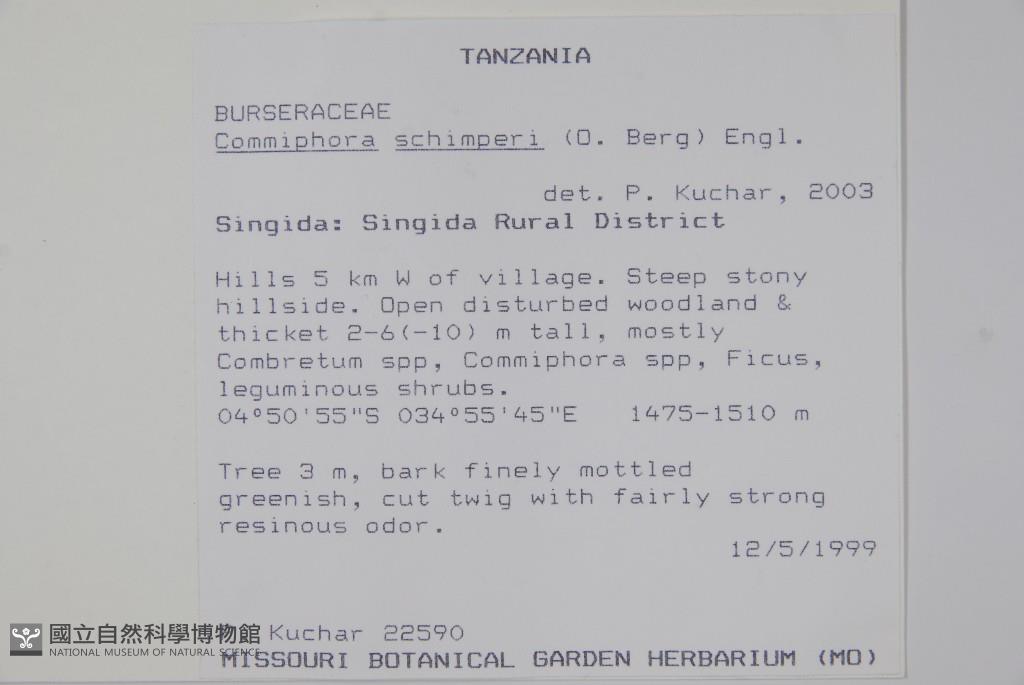 TANZANIA
BURSERACEAE
Commiphora schimperi (O. Berg) Engl.
det. P. Kuchar, 2003
Singida: Singida Rural District
Hills 5 km W of village. Steep stony
hillside. Open disturbed woodland &
thicket 2-6(-10) m tall, mostly
Combretum spp, Commiphora spp, Ficus,
leguminous shrubs.
04°50'55"S 034°55'45"E 1475-1510 m
Tree 3 m, bark finely mottled
greenish, cut twig with fairly strong
resinous odor.
12/5/1999
Kuchar 22590
MISSOURI BOTANICAL GARDEN HERBARIUM (MO)
國立自然科學博物館
NATIONAL MUSEUM OF NATURAL SCIENCE